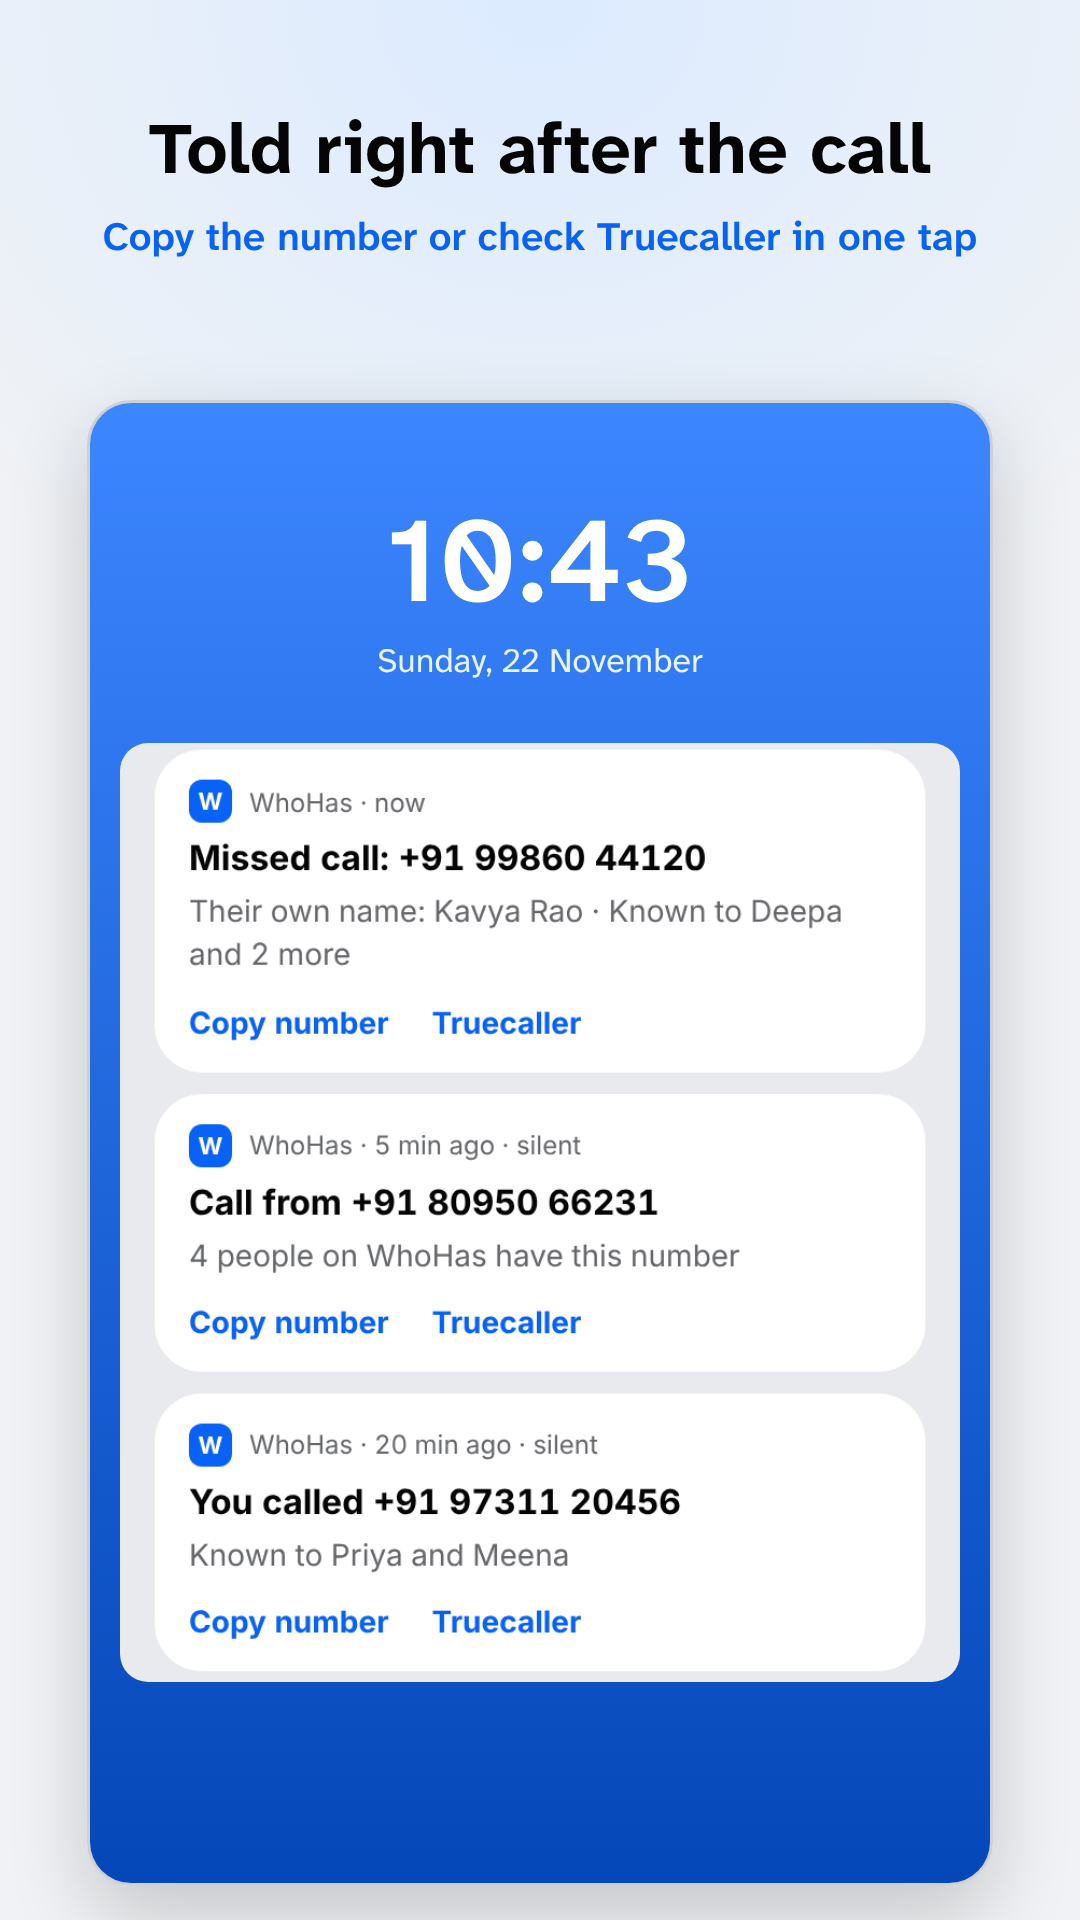 Told right after the call
Copy the number or check Truecaller in one tap
10:43
Sunday, 22 November
W WhoHas · now
Missed call: +91 99860 44120
Their own name: Kavya Rao · Known to Deepa
and 2 more
Copy number Truecaller
W WhoHas · 5 min ago · silent
Call from +91 80950 66231
4 people on WhoHas have this number
Copy number Truecaller
W WhoHas · 20 min ago · silent
You called +91 97311 20456
Known to Priya and Meena
Copy number Truecaller